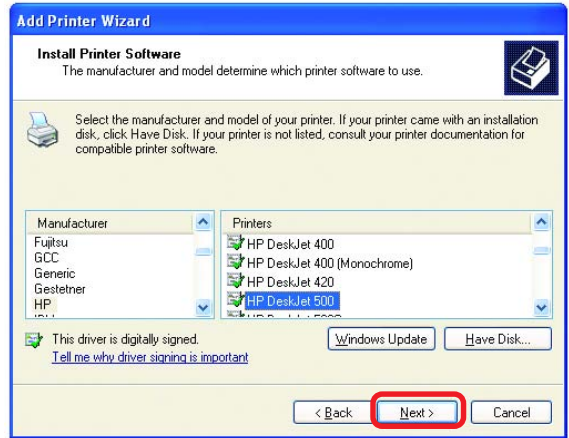 Add Printer Wizard
Install Printer Software
The manufacturer and model determine which printer software to use.
Select the manufacturer and model of your printer. If your printer came with an installation
disk, click Have Disk. If your printer is not listed, consult your printer documentation for
compatible printer software.
Manufacturer
Fujitsu
GCC
Generic
Gestetner
HP
Printers
HP DeskJet 400
HP DeskJet 400 (Monochrome)
HP DeskJet 420
HP DeskJet 500
This driver is digitally signed.
Tell me why driver signing is important
Windows Update
Have Disk...
< Back
Next >
Cancel